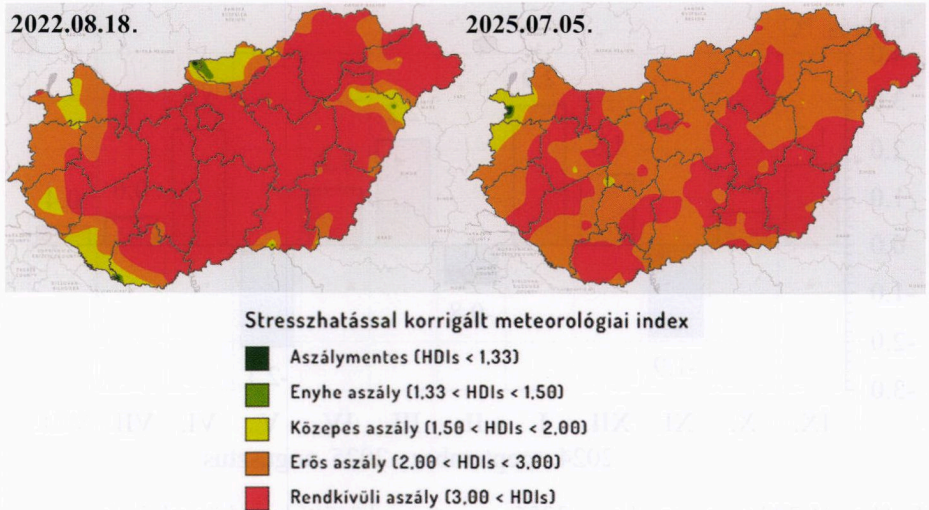 2022.08.18.
2025.07.05.
Stresszhatással korrigált meteorológiai index
Aszálymentes (HDIs < 1,33)
Enyhe aszály (1,33 < HDIs < 1,50)
Közepes aszály (1,50 < HDIs < 2,00)
Erős aszály (2,00 < HDIs < 3,00)
Rendkívüli aszály (3,00 < HDIs)